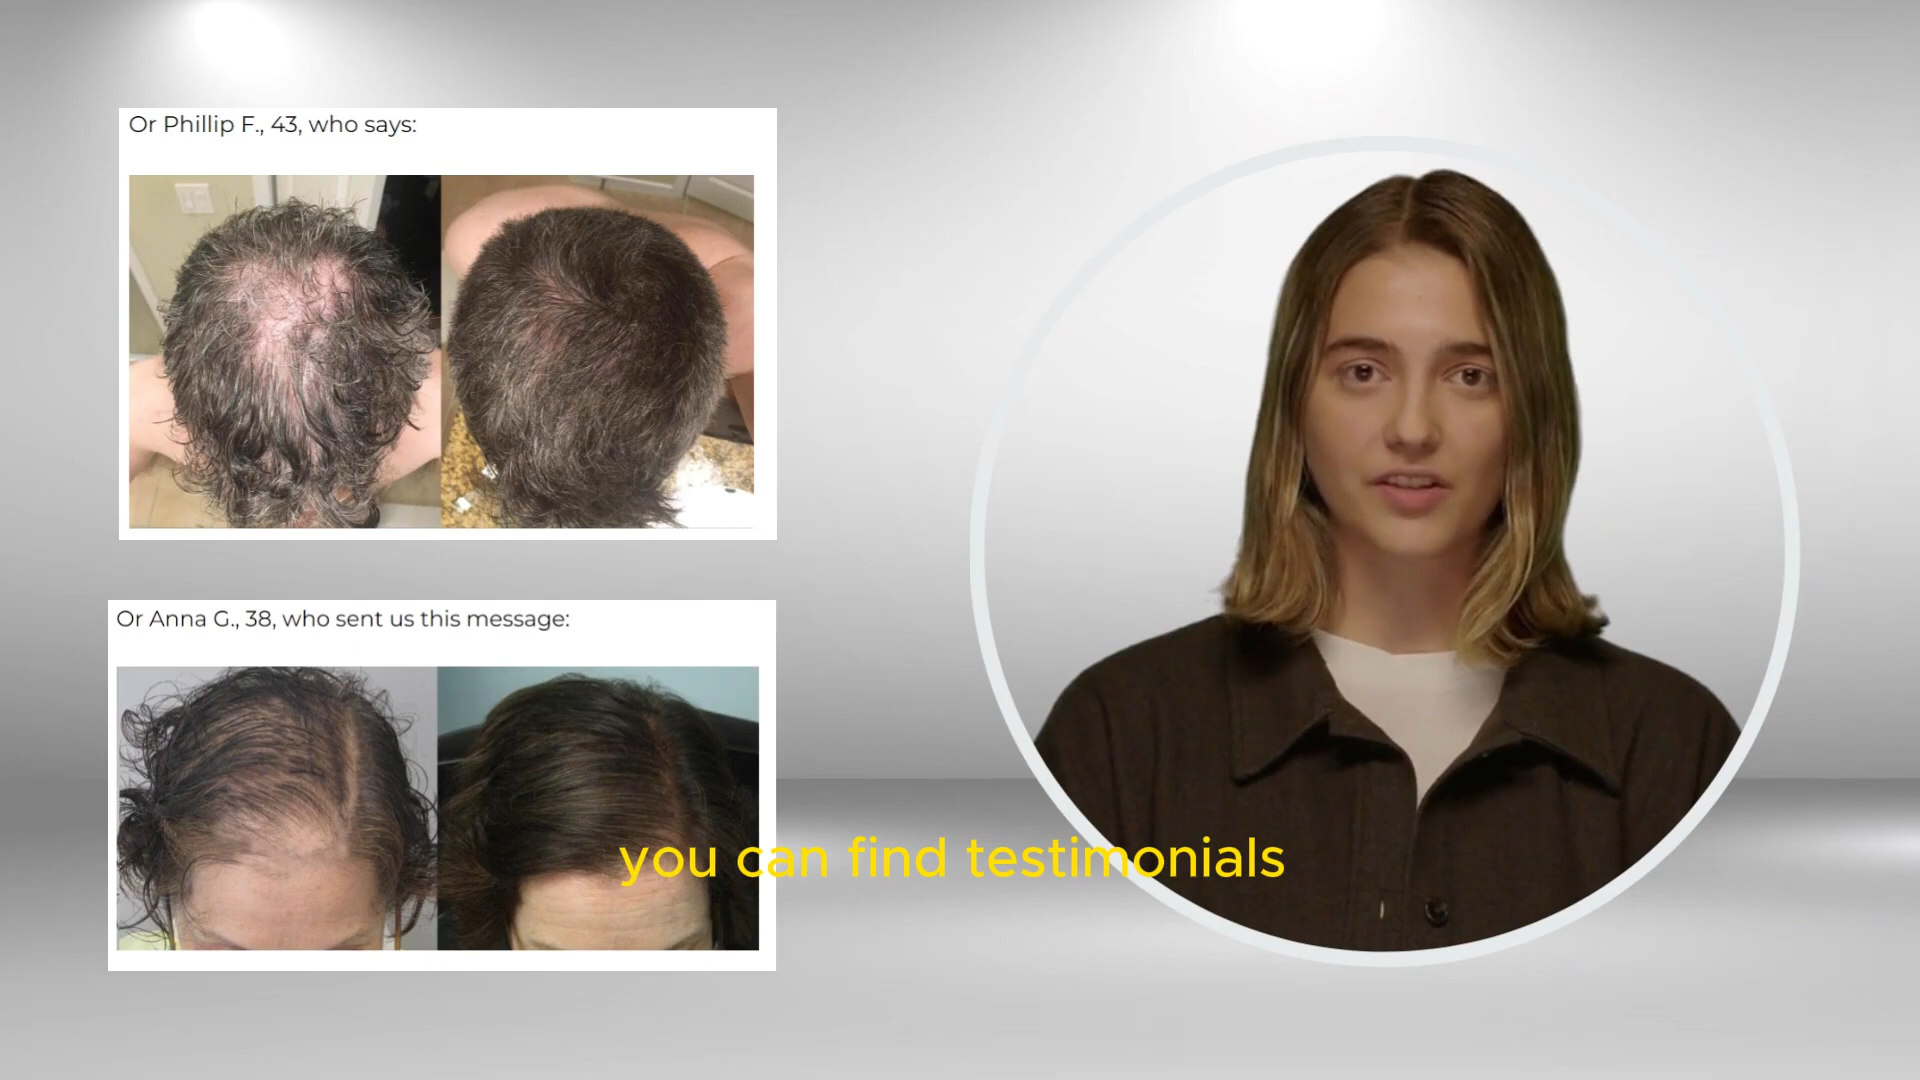 Or Phillip F., 43, who says:
Or Anna G., 38, who sent us this message:
you can find testimonials